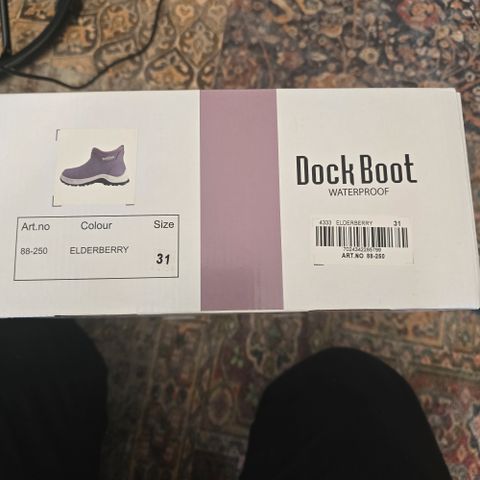 Dock Boot
WATERPROOF
Art.no Colour Size
88-250 ELDERBERRY 31
4333 ELDERBERRY 31
ART.NO 88-250